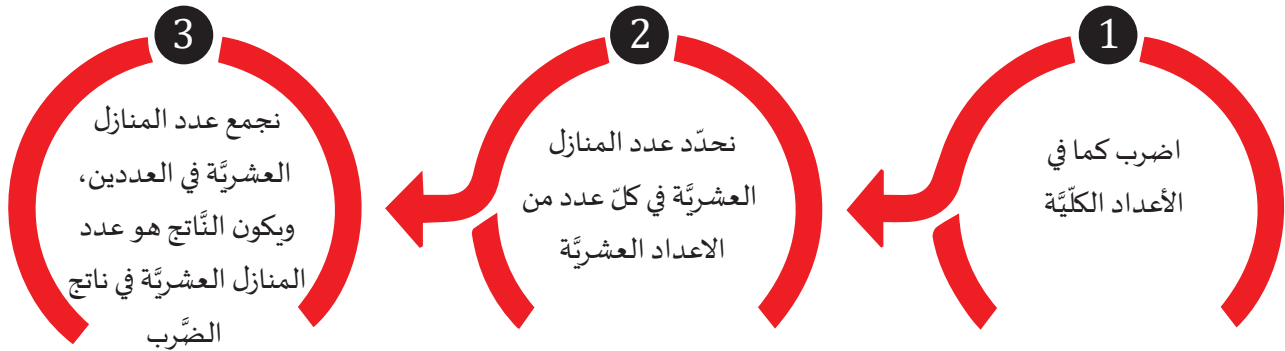 1
اضرب كما في
الأعداد الكلّيَّة
2
نحدّد عدد المنازل
العشريَّة في كلّ عدد من
الاعداد العشريَّة
3
نجمع عدد المنازل
العشريَّة في العددين،
ويكون النَّاتج هو عدد
المنازل العشريَّة في ناتج
الضَّرب